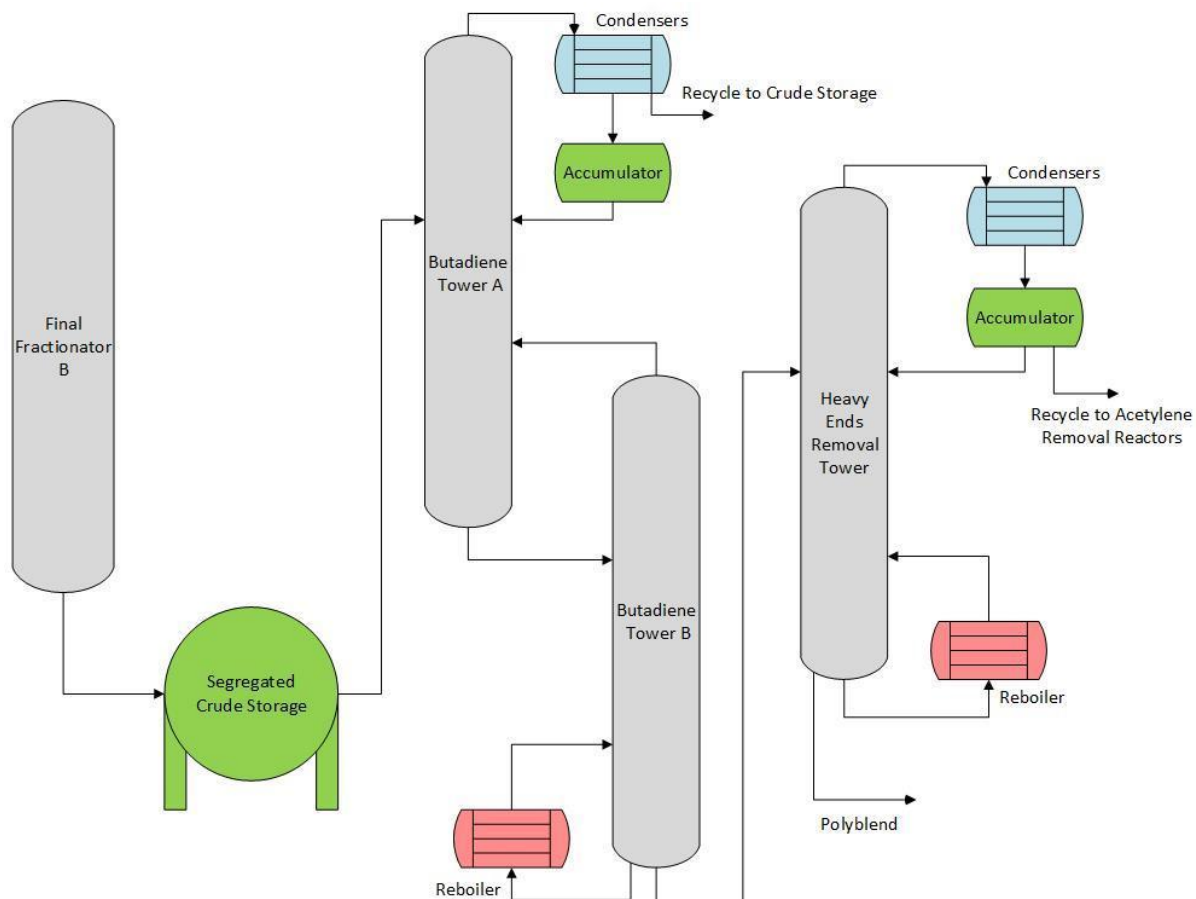 Condensers
Recycle to Crude Storage
Accumulator
Butadiene
Tower A
Final
Fractionator
B
Condensers
Accumulator
Recycle to Acetylene
Removal Reactors
Heavy
Ends
Removal
Tower
Segregated
Crude Storage
Butadiene
Tower B
Reboiler
Polyblend
Reboiler